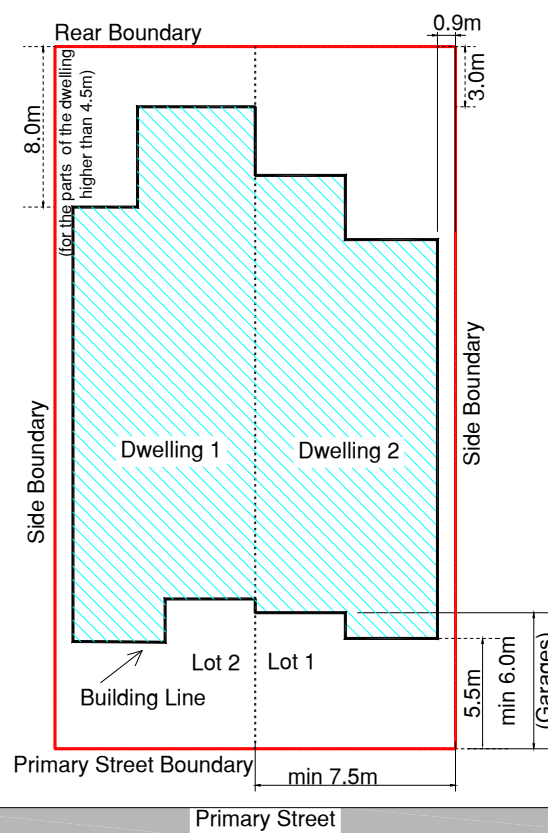 0.9m
Rear Boundary
3.0m
8.0m
(for the parts of the dwelling
higher than 4.5m)
Side Boundary
Side Boundary
Dwelling 1
Dwelling 2
Lot 2
Lot 1
Building Line
5.5m
min 6.0m
(Garages)
Primary Street Boundary
min 7.5m
Primary Street